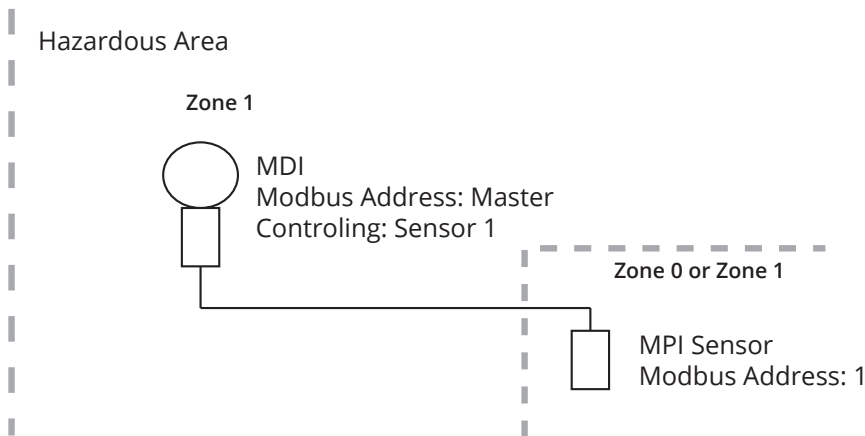 Hazardous Area
Zone 1
MDI
Modbus Address: Master
Controling: Sensor 1
Zone 0 or Zone 1
MPI Sensor
Modbus Address: 1